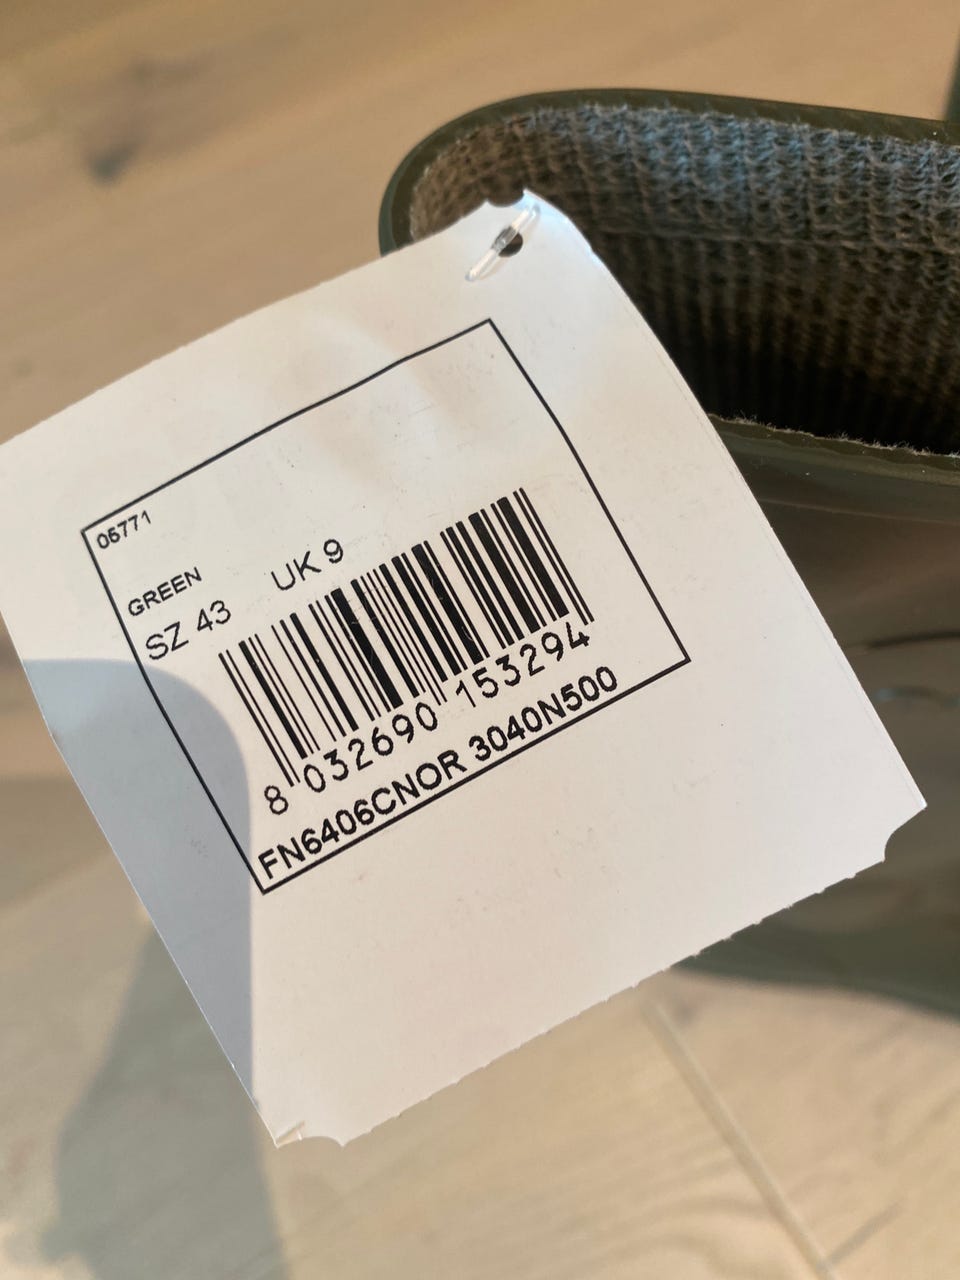 06771
GREEN
SZ 43 UK 9
8 032690 153294
FN6406CNOR 3040N500